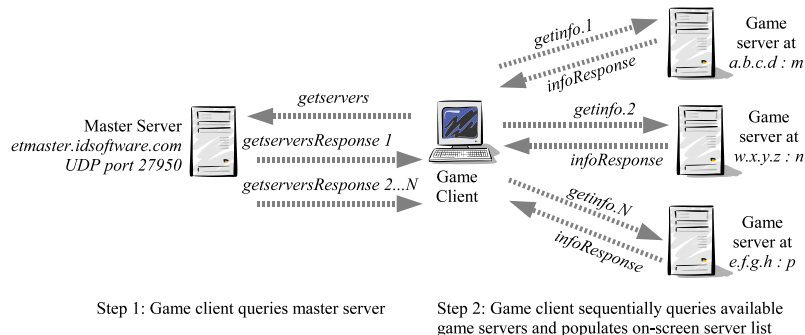 getservers
Master Server
etmaster.idsoftware.com
UDP port 27950
getserversResponse 1
getserversResponse 2...N
Game
Client
getinfo.1
infoResponse
Game
server at
a.b.c.d : m
getinfo.2
infoResponse
Game
server at
w.x.y.z : n
getinfo.N
infoResponse
Game
server at
e.f.g.h : p
Step 1: Game client queries master server
Step 2: Game client sequentially queries available
game servers and populates on-screen server list